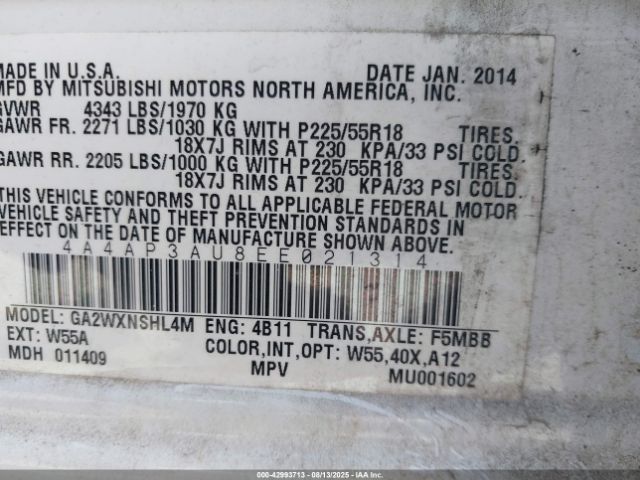 MADE IN U.S.A. DATE JAN. 2014
MFD BY MITSUBISHI MOTORS NORTH AMERICA, INC.
GVWR 4343 LBS/1970 KG
GAWR FR. 2271 LBS/1030 KG WITH P225/55R18 TIRES,
18X7J RIMS AT 230 KPA/33 PSI COLD.
GAWR RR. 2205 LBS/1000 KG WITH P225/55R18 TIRES,
18X7J RIMS AT 230 KPA/33 PSI COLD.
THIS VEHICLE CONFORMS TO ALL APPLICABLE FEDERAL MOTOR
VEHICLE SAFETY AND THEFT PREVENTION STANDARDS IN
EFFECT ON THE DATE OF MANUFACTURE SHOWN ABOVE.
4A4AP3AU8EE021314
MODEL: GA2WXNSHL4M ENG: 4B11 TRANS,AXLE: F5MBB
EXT: W55A COLOR,INT,OPT: W55,40X,A12
MDH 011409 MPV MU001602
000-42993713 - 08/13/2025 - IAA Inc.